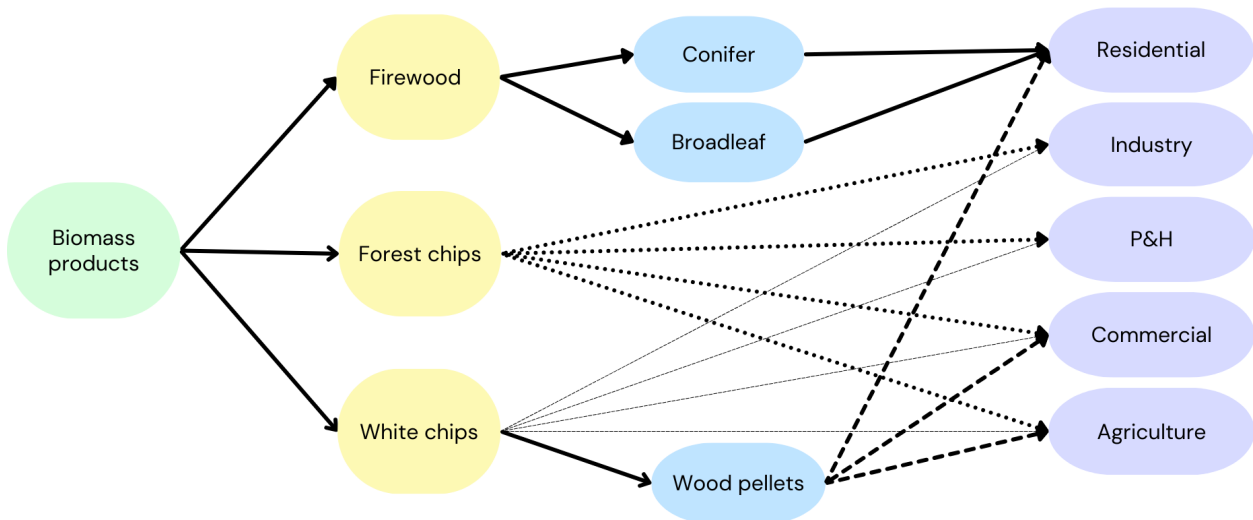 Biomass
products
Firewood
Forest chips
White chips
Conifer
Broadleaf
Wood pellets
Residential
Industry
P&H
Commercial
Agriculture